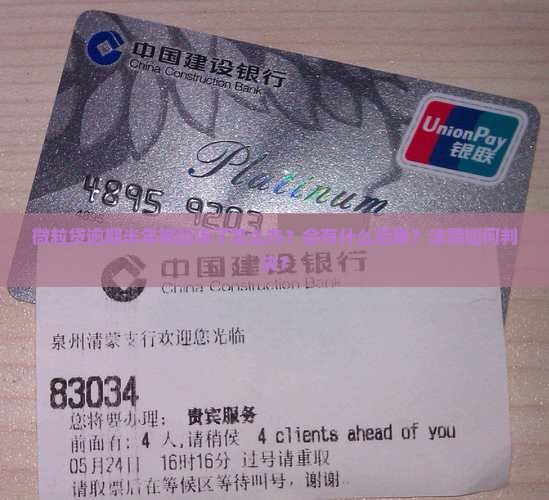 中国建设银行
China Construction Bank
UnionPay
银联
Platinum
4895 9203
微粒贷逾期半年被起诉了怎么办？会有什么后果？法院如何判
中国建设银行
China Construction Bank
泉州清蒙支行欢迎您光临
83034
您将要办理: 贵宾服务
前面有: 4 人,请稍侯 4 clients ahead of you
05月24日 16时16分 过号请重取
请取票后在等候区等待叫号, 谢谢.